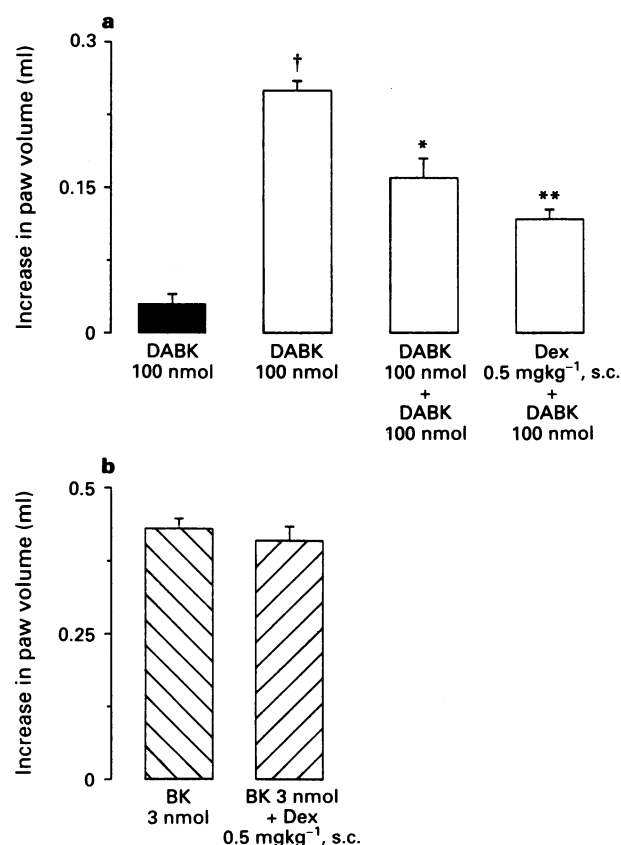 a
Increase in paw volume (ml)
0.3
0.15
0
†
*
**
DABK
100 nmol
DABK
100 nmol
DABK
100 nmol
+
DABK
100 nmol
Dex
0.5 mgkg⁻¹, s.c.
+
DABK
100 nmol
b
Increase in paw volume (ml)
0.5
0.25
0
BK
3 nmol
BK 3 nmol
+ Dex
0.5 mgkg⁻¹, s.c.